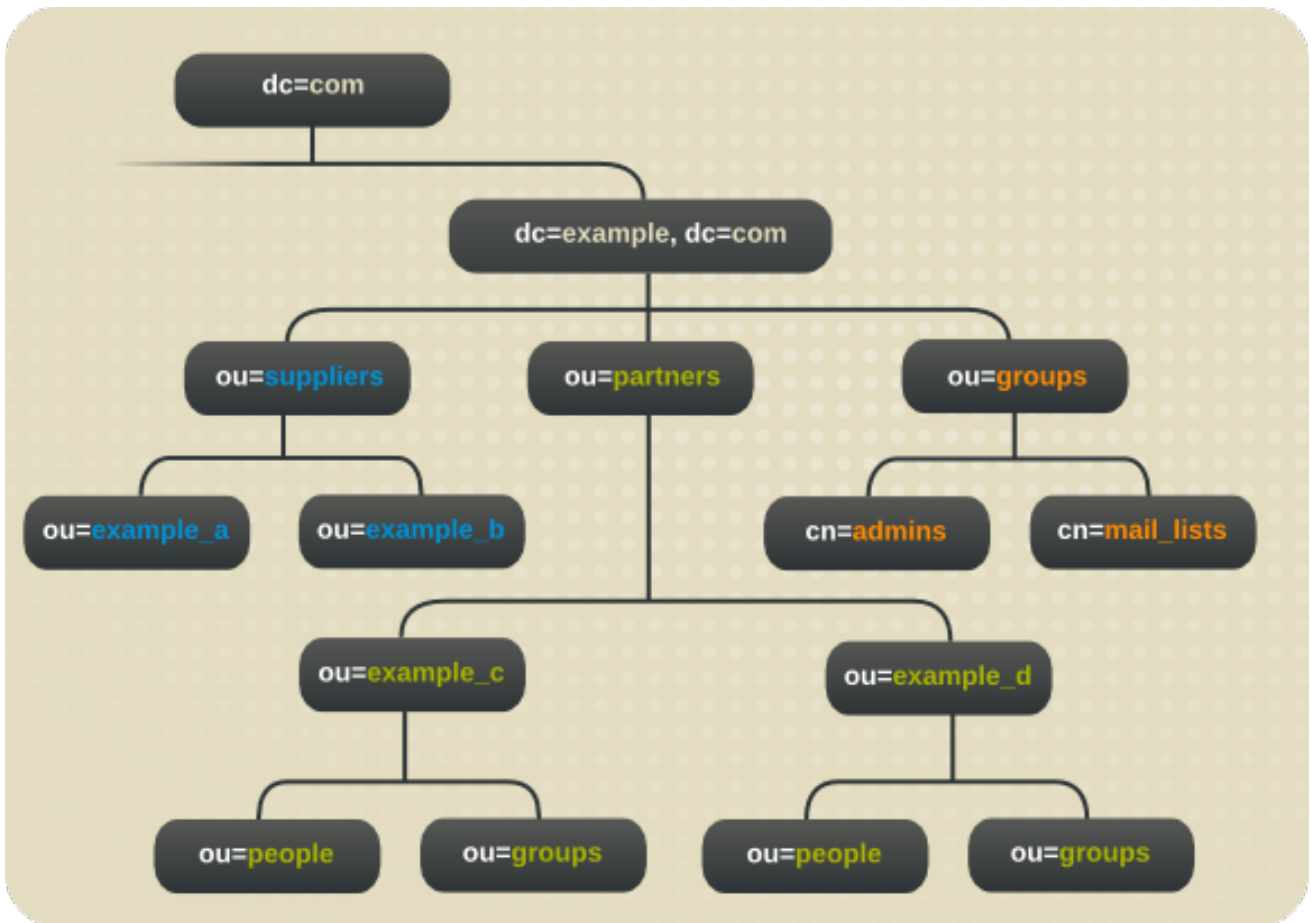 dc=com
dc=example, dc=com
ou=suppliers
ou=partners
ou=groups
ou=example_a
ou=example_b
cn=admins
cn=mail_lists
ou=example_c
ou=example_d
ou=people
ou=groups
ou=people
ou=groups